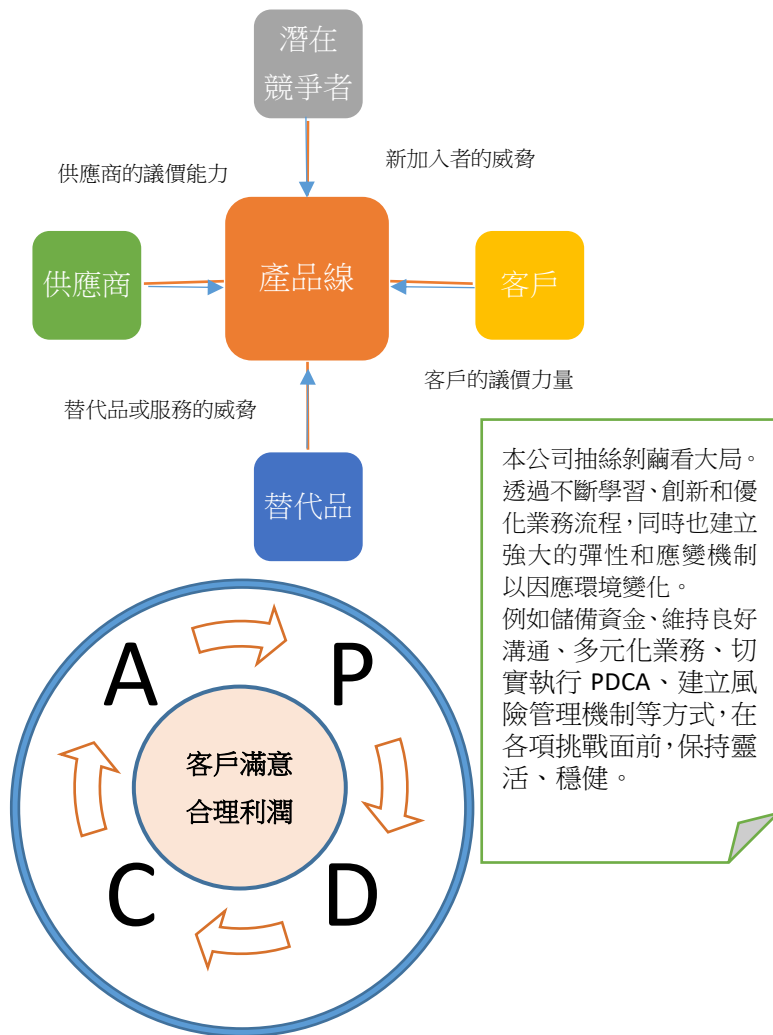 潛在
競爭者
供應商的議價能力
新加入者的威脅
供應商
產品線
客戶
替代品或服務的威脅
客戶的議價力量
替代品
本公司抽絲剝繭看大局。
透過不斷學習、創新和優
化業務流程，同時也建立
強大的彈性和應變機制
以因應環境變化。
例如儲備資金、維持良好
溝通、多元化業務、切
實執行 PDCA、建立風
險管理機制等方式，在
各項挑戰面前，保持靈
活、穩健。
A
P
客戶滿意
合理利潤
C
D